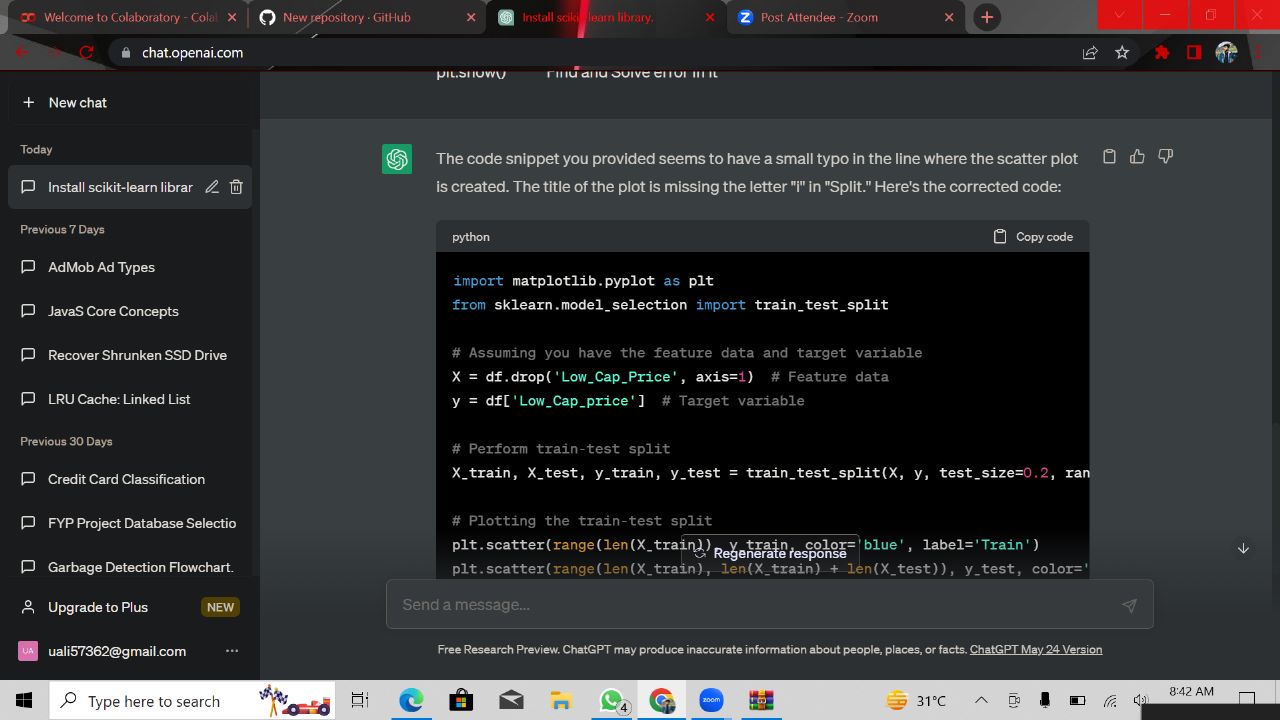 Welcome to Colaboratory - Colal
New repository · GitHub
Install scikit-learn library.
Post Attendee - Zoom
chat.openai.com
plt.show() Find and Solve error in it
New chat
Today
Install scikit-learn librar
Previous 7 Days
AdMob Ad Types
JavaS Core Concepts
Recover Shrunken SSD Drive
LRU Cache: Linked List
Previous 30 Days
Credit Card Classification
FYP Project Database Selectio
Garbage Detection Flowchart.
Upgrade to Plus NEW
UA uali57362@gmail.com
The code snippet you provided seems to have a small typo in the line where the scatter plot
is created. The title of the plot is missing the letter "i" in "Split." Here's the corrected code:
python Copy code
import matplotlib.pyplot as plt
from sklearn.model_selection import train_test_split
# Assuming you have the feature data and target variable
X = df.drop('Low_Cap_Price', axis=1) # Feature data
y = df['Low_Cap_price'] # Target variable
# Perform train-test split
X_train, X_test, y_train, y_test = train_test_split(X, y, test_size=0.2, ran
# Plotting the train-test split
plt.scatter(range(len(X_train)), y_train, color='blue', label='Train')
Regenerate response
plt.scatter(range(len(X_train), len(X_train) + len(X_test)), y_test, color='
Send a message...
Free Research Preview. ChatGPT may produce inaccurate information about people, places, or facts. ChatGPT May 24 Version
Type here to search
4
zoom
31°C
8:42 AM